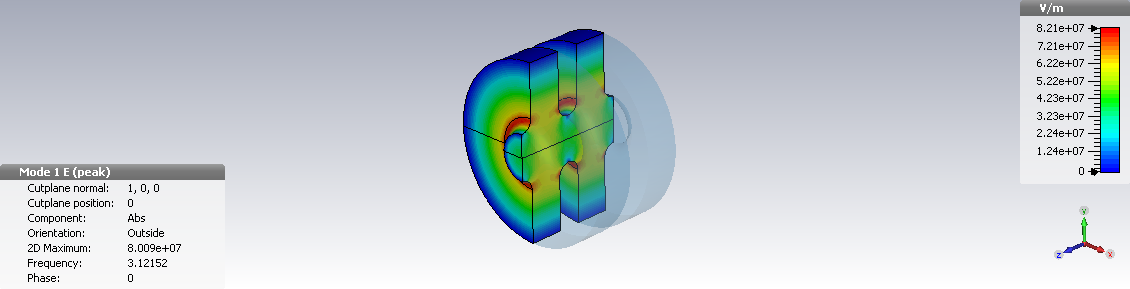 V/m
8.21e+07
7.21e+07
6.22e+07
5.22e+07
4.23e+07
3.23e+07
2.24e+07
1.24e+07
0
Mode 1 E (peak)
Cutplane normal: 1, 0, 0
Cutplane position: 0
Component: Abs
Orientation: Outside
2D Maximum: 8.009e+07
Frequency: 3.12152
Phase: 0
Y
Z
X